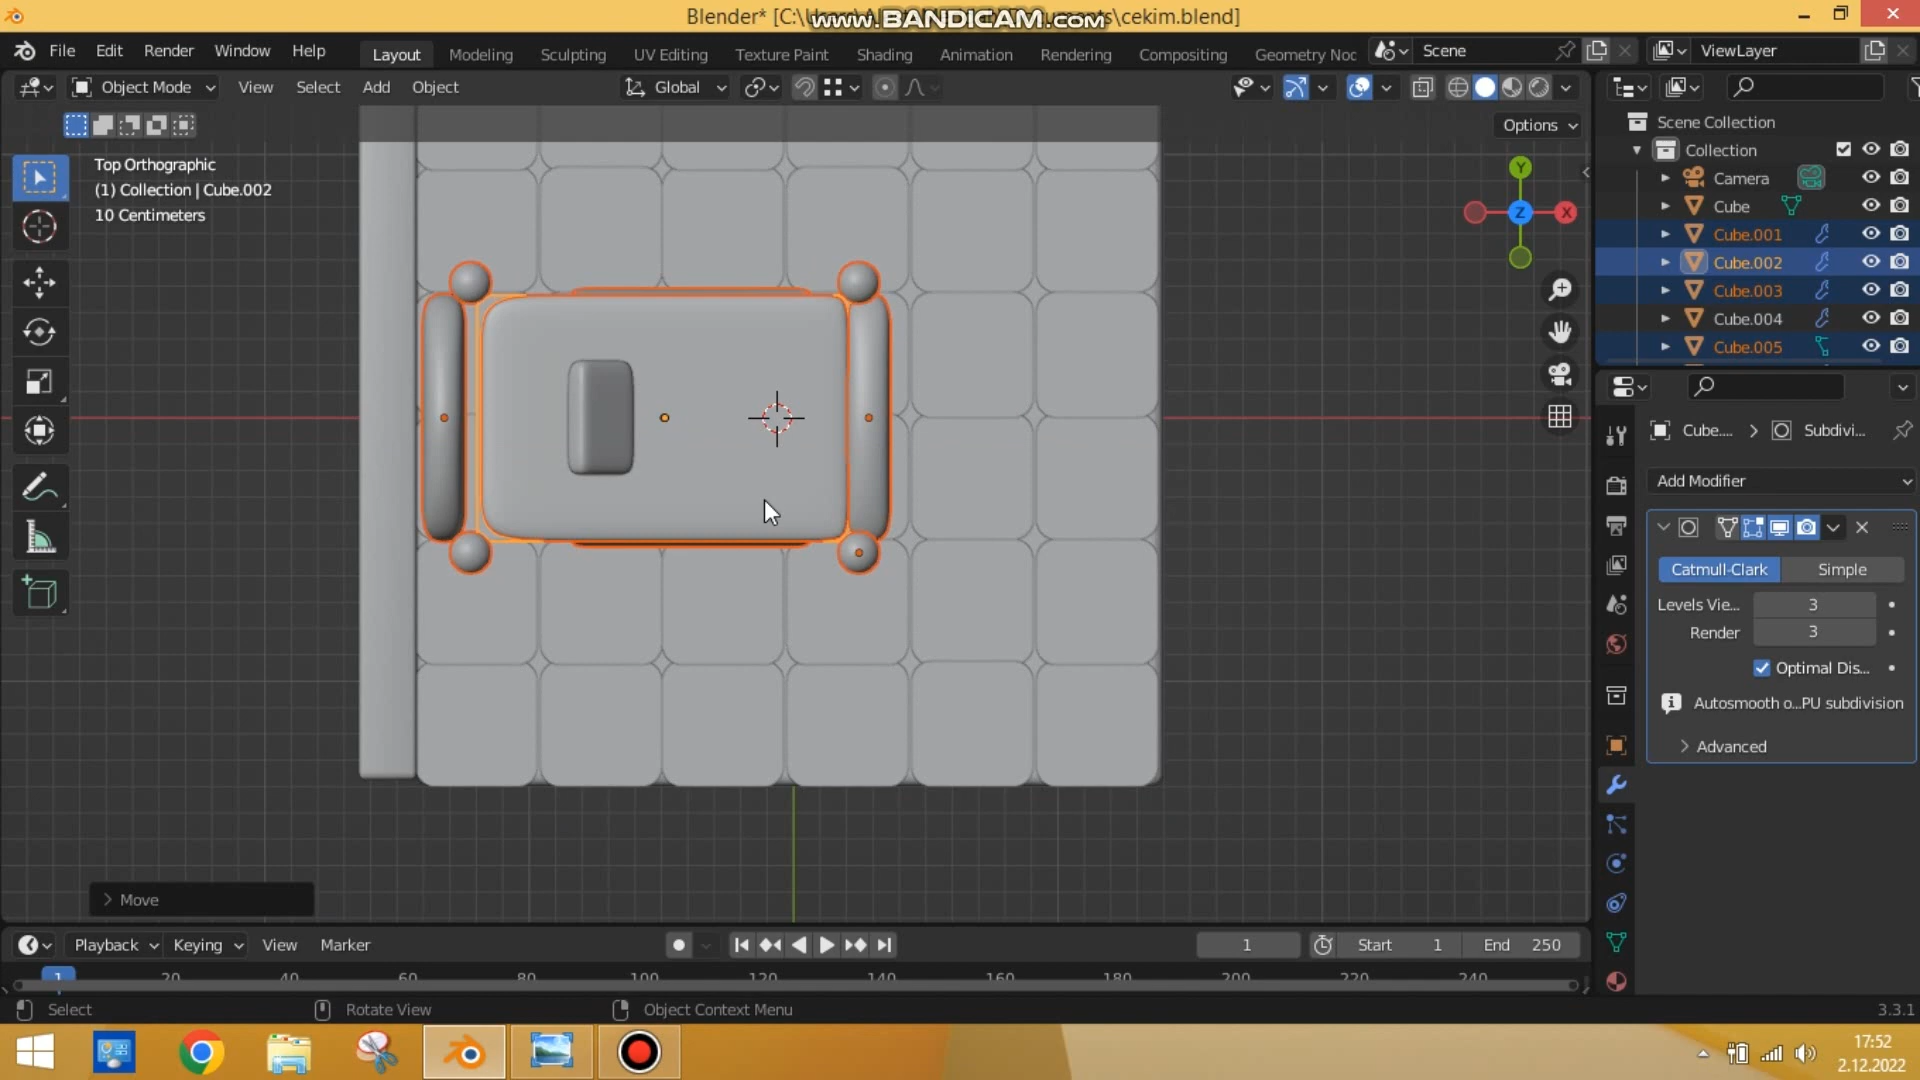 Blender* [C:\Users\A
www.BANDICAM.com
\cekim.blend]
File Edit Render Window Help
Layout Modeling Sculpting UV Editing Texture Paint Shading Animation Rendering Compositing Geometry Noc
Scene
ViewLayer
Object Mode View Select Add Object
Global
Options
Top Orthographic
(1) Collection | Cube.002
10 Centimeters
Y
Z
X
Scene Collection
Collection
Camera
Cube
Cube.001
Cube.002
Cube.003
Cube.004
Cube.005
Cube.... > Subdivi...
Add Modifier
Catmull-Clark Simple
Levels Vie... 3
Render 3
Optimal Dis...
Autosmooth o...PU subdivision
Advanced
Move
Playback Keying View Marker
1
Start 1 End 250
1 20 40 60 80 100 120 140 160 180 200 220 240
Select Rotate View Object Context Menu
3.3.1
17:52
2.12.2022